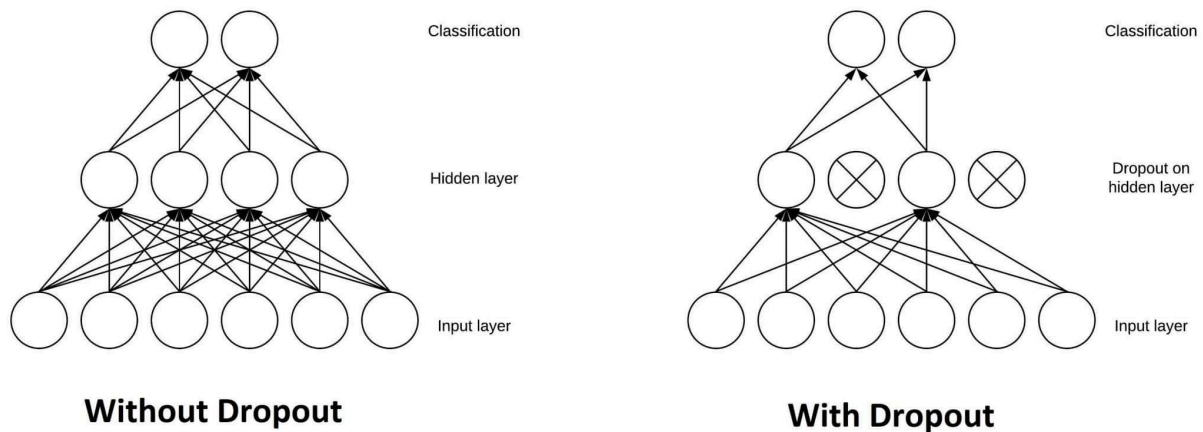 Classification
Hidden layer
Input layer
Without Dropout
Classification
Dropout on
hidden layer
Input layer
With Dropout